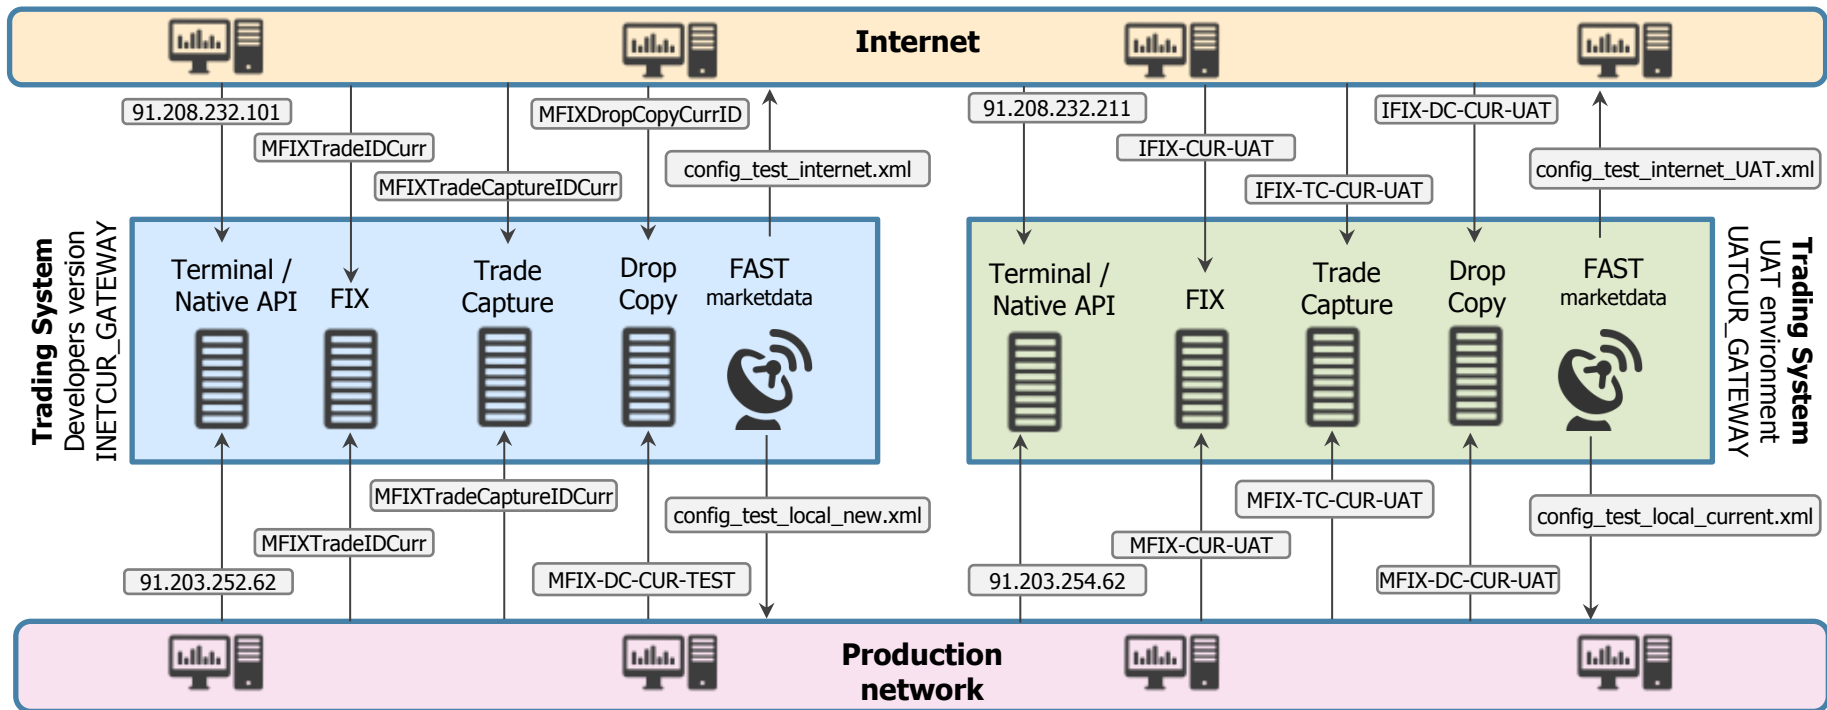 Internet
91.208.232.101
MFIXTradeIDCurr
MFIXTradeCaptureIDCurr
MFIXDropCopyCurrID
config_test_internet.xml
91.208.232.211
IFIX-CUR-UAT
IFIX-TC-CUR-UAT
IFIX-DC-CUR-UAT
config_test_internet_UAT.xml
Trading System
Developers version
INETCUR_GATEWAY
Terminal /
Native API
FIX
Trade
Capture
Drop
Copy
FAST
marketdata
Terminal /
Native API
FIX
Trade
Capture
Drop
Copy
FAST
marketdata
Trading System
UAT environment
UATCUR_GATEWAY
91.203.252.62
MFIXTradeIDCurr
MFIXTradeCaptureIDCurr
MFIX-DC-CUR-TEST
config_test_local_new.xml
91.203.254.62
MFIX-CUR-UAT
MFIX-TC-CUR-UAT
MFIX-DC-CUR-UAT
config_test_local_current.xml
Production
network